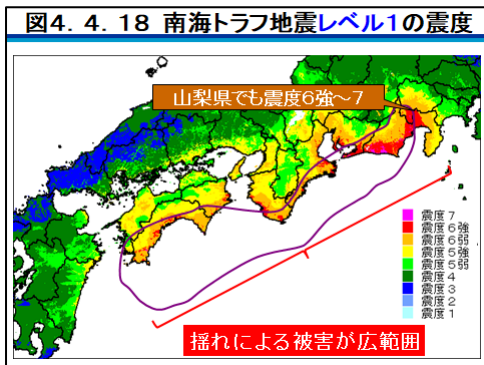 図4.4.18 南海トラフ地震レベル1の震度
山梨県でも震度6強～7
震度7
震度6強
震度6弱
震度5強
震度5弱
震度4
震度3
震度2
震度1
揺れによる被害が広範囲